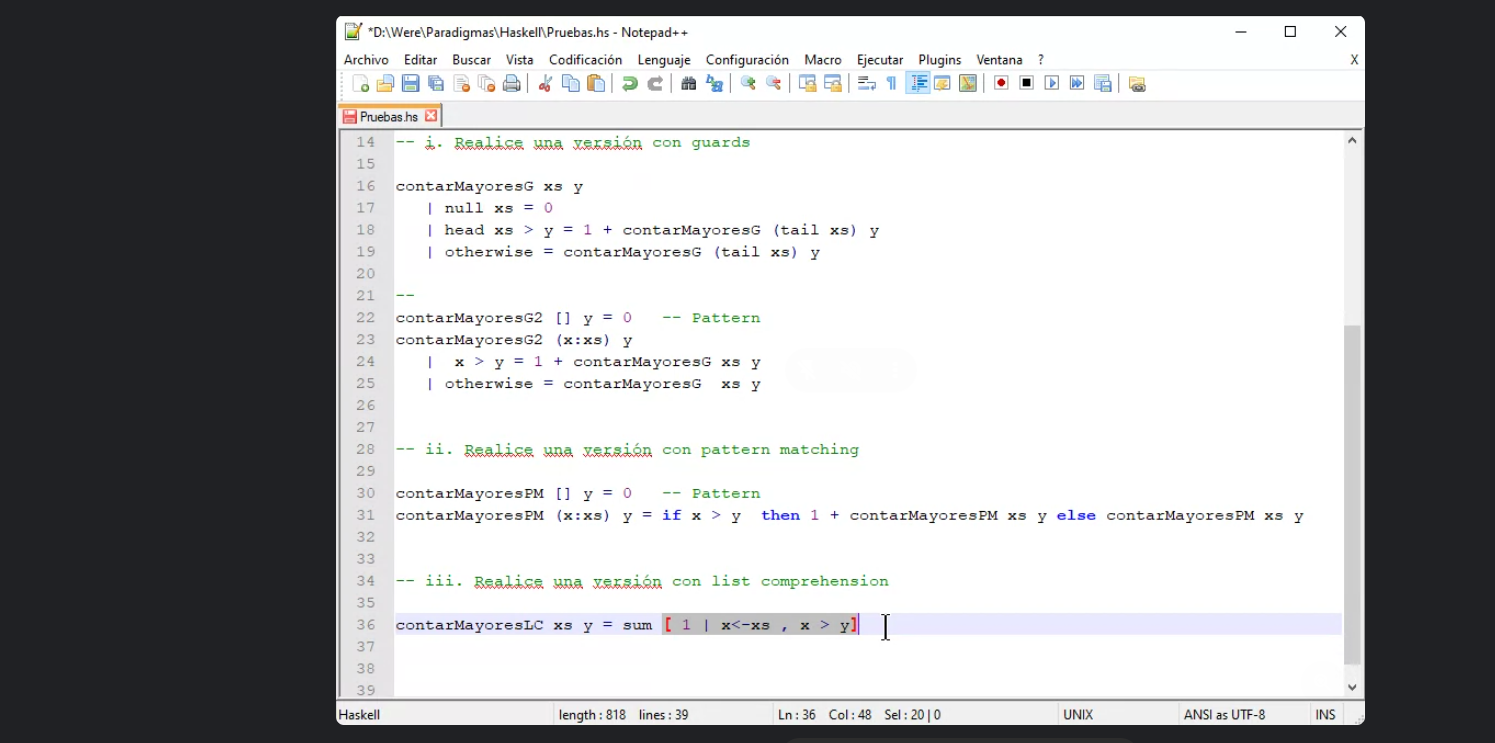 *D:\Were\Paradigmas\Haskell\Pruebas.hs - Notepad++
Archivo Editar Buscar Vista Codificación Lenguaje Configuración Macro Ejecutar Plugins Ventana ? X
Pruebas.hs
14 -- i. Realice una versión con guards
15
16 contarMayoresG xs y
17 | null xs = 0
18 | head xs > y = 1 + contarMayoresG (tail xs) y
19 | otherwise = contarMayoresG (tail xs) y
20
21 --
22 contarMayoresG2 [] y = 0 -- Pattern
23 contarMayoresG2 (x:xs) y
24 | x > y = 1 + contarMayoresG xs y
25 | otherwise = contarMayoresG xs y
26
27
28 -- ii. Realice una versión con pattern matching
29
30 contarMayoresPM [] y = 0 -- Pattern
31 contarMayoresPM (x:xs) y = if x > y then 1 + contarMayoresPM xs y else contarMayoresPM xs y
32
33
34 -- iii. Realice una versión con list comprehension
35
36 contarMayoresLC xs y = sum [ 1 | x<-xs , x > y]
37
38
39
Haskell length : 818 lines : 39 Ln : 36 Col : 48 Sel : 20 | 0 UNIX ANSI as UTF-8 INS